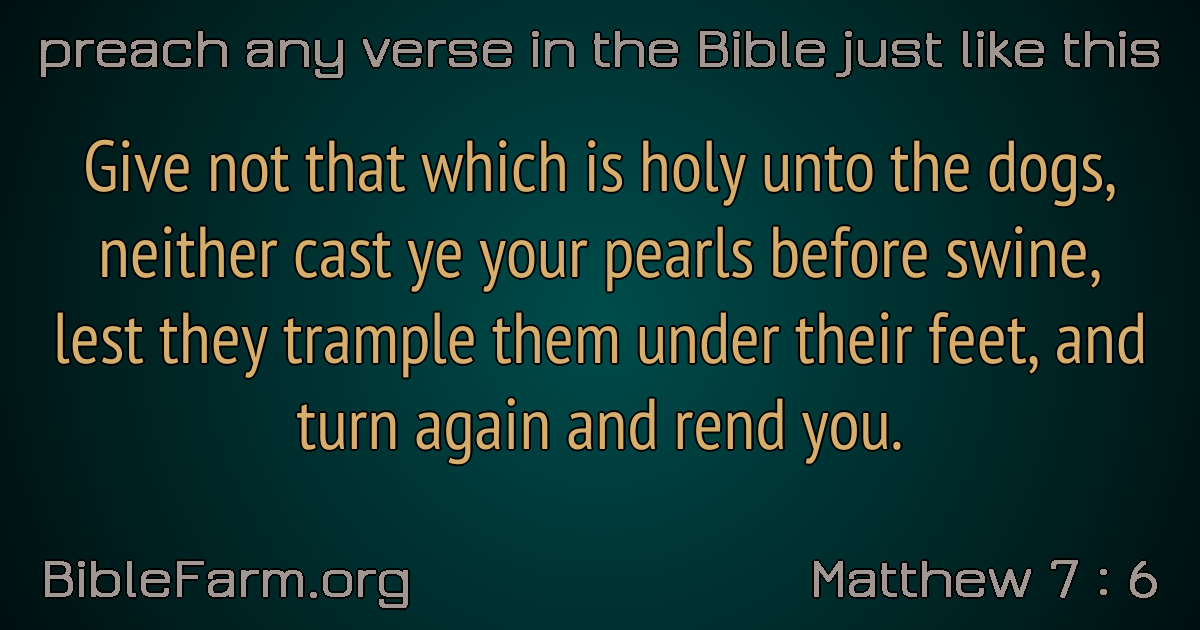 preach any verse in the Bible just like this
Give not that which is holy unto the dogs,
neither cast ye your pearls before swine,
lest they trample them under their feet, and
turn again and rend you.
BibleFarm.org
Matthew 7 : 6